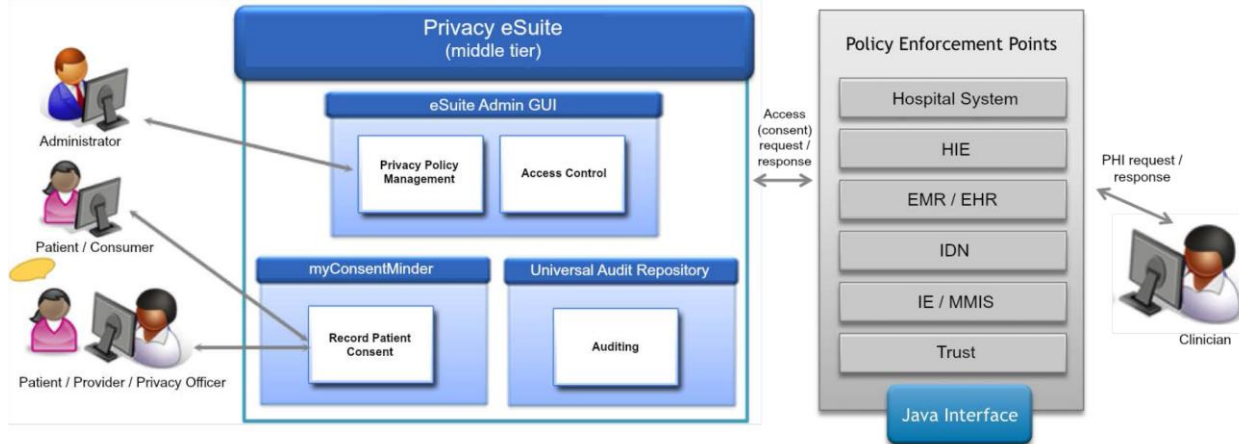 Privacy eSuite
(middle tier)
eSuite Admin GUI
Privacy Policy
Management
Access Control
myConsentMinder
Record Patient
Consent
Universal Audit Repository
Auditing
Administrator
Patient / Consumer
Patient / Provider / Privacy Officer
Access
(consent)
request /
response
Policy Enforcement Points
Hospital System
HIE
EMR / EHR
IDN
IE / MMIS
Trust
Java Interface
PHI request /
response
Clinician